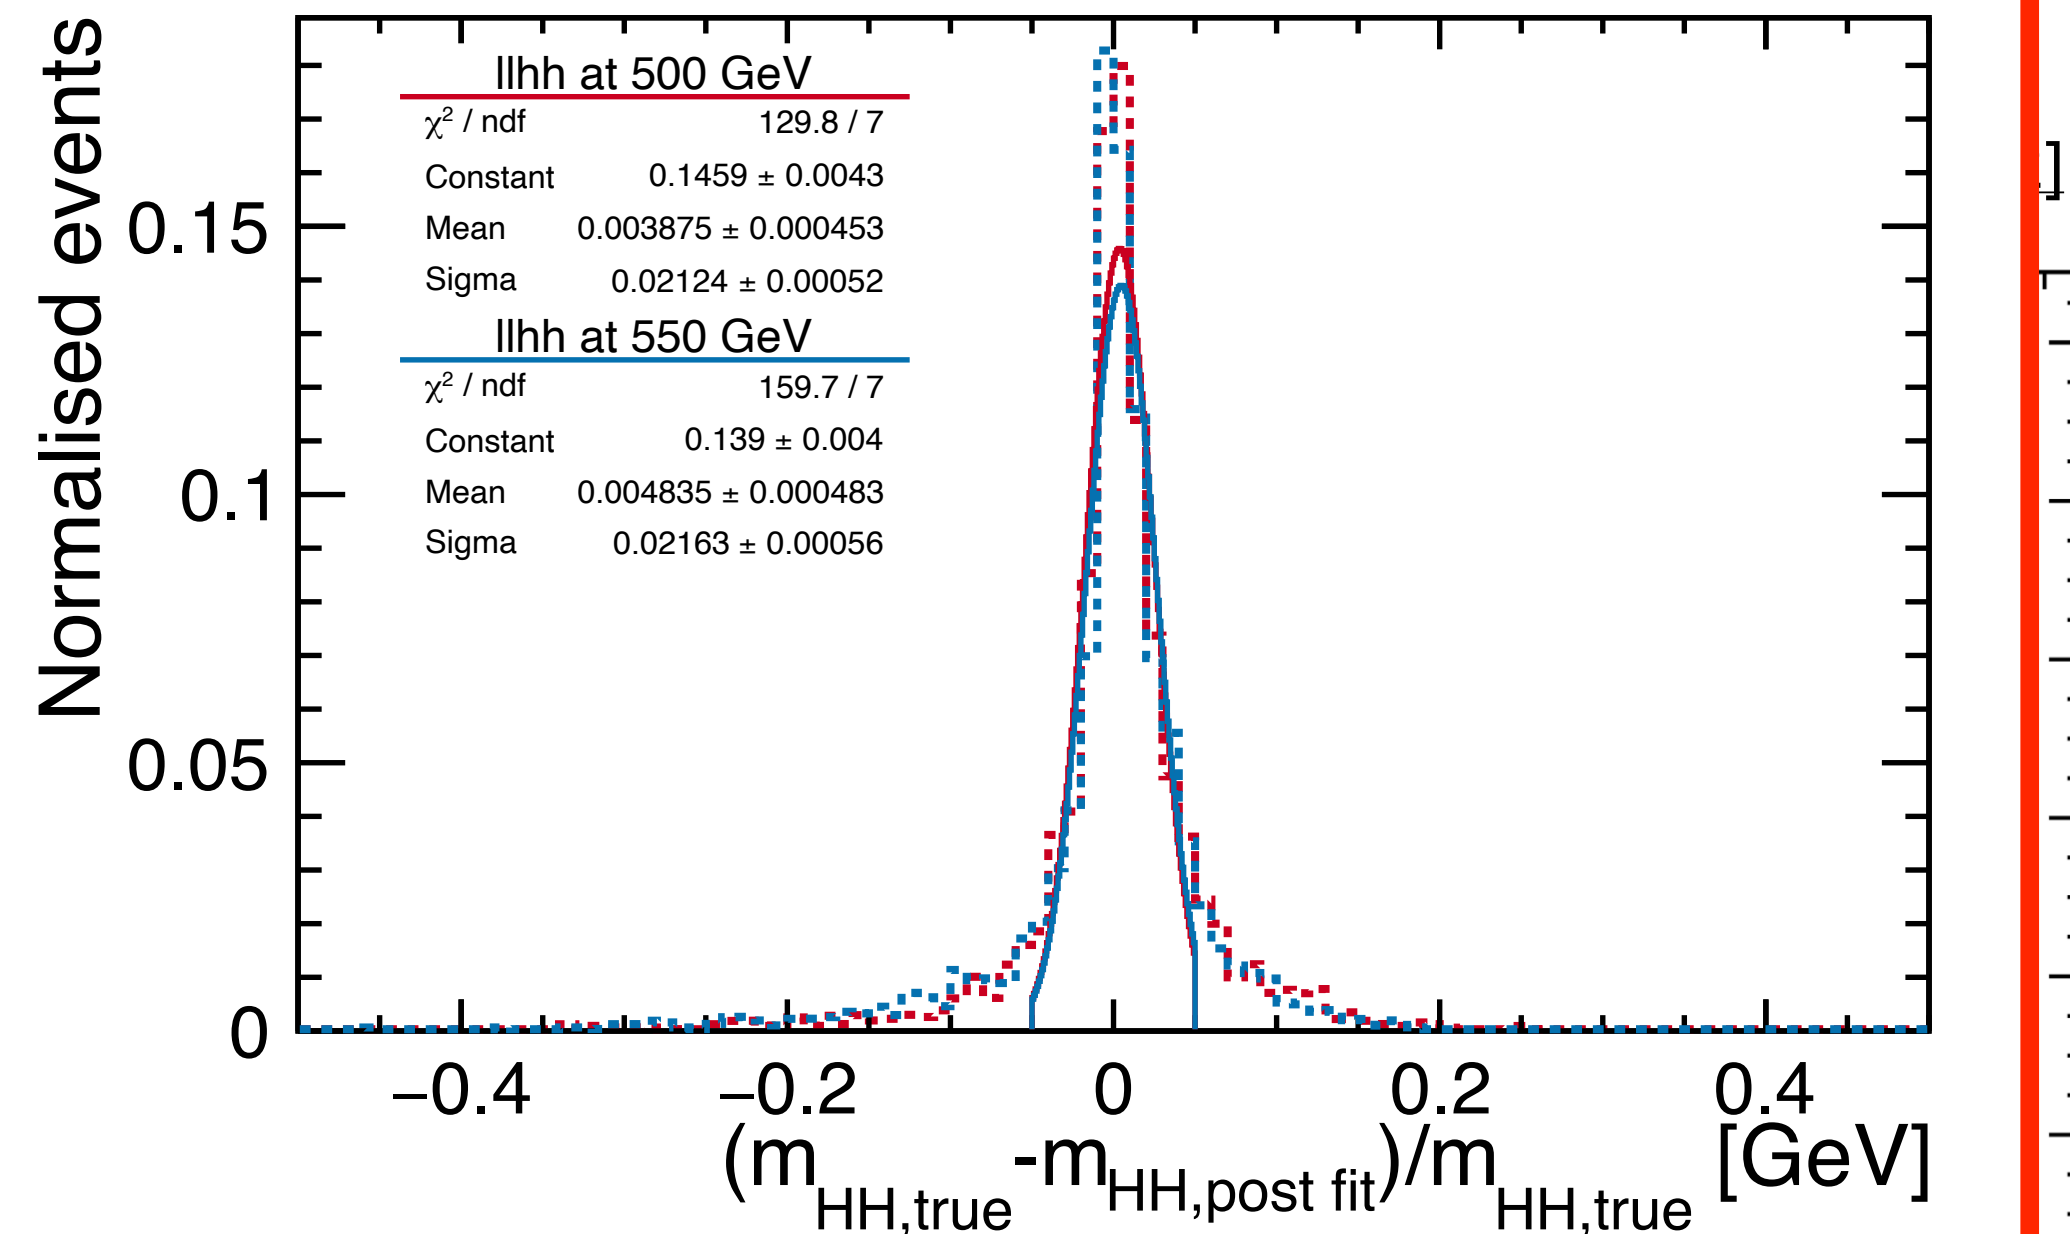 Normalised events
llhh at 500 GeV
χ² / ndf 129.8 / 7
Constant 0.1459 ± 0.0043
Mean 0.003875 ± 0.000453
Sigma 0.02124 ± 0.00052
llhh at 550 GeV
χ² / ndf 159.7 / 7
Constant 0.139 ± 0.004
Mean 0.004835 ± 0.000483
Sigma 0.02163 ± 0.00056
0.15
0.1
0.05
0
−0.4 −0.2 0 0.2 0.4
(m_HH,true -m_HH,post fit)/m_HH,true [GeV]
]